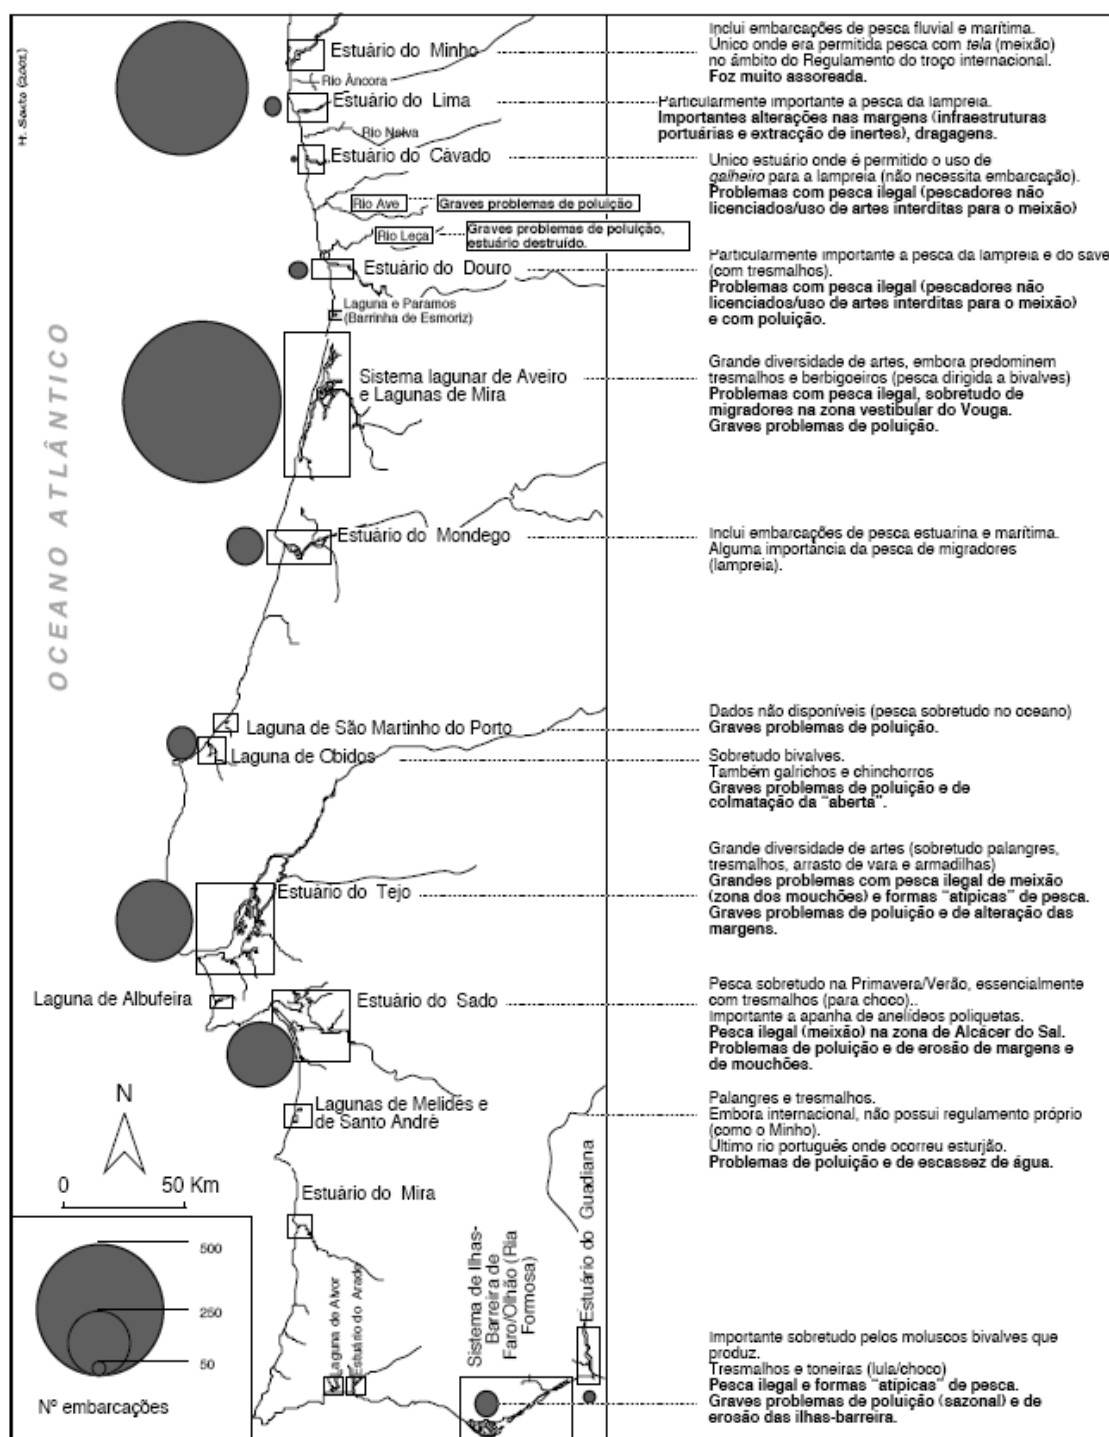 H. Souto (2001)
Estuário do Minho
Rio Âncora
Estuário do Lima
Rio Neiva
Estuário do Cávado
Rio Ave
Graves problemas de poluição
Rio Leça
Graves problemas de poluição,
estuário destruído.
Estuário do Douro
Laguna e Paramos
(Barrinha de Esmoriz)
Sistema lagunar de Aveiro
e Lagunas de Mira
OCEANO ATLÂNTICO
Estuário do Mondego
Laguna de São Martinho do Porto
Laguna de Obidos
Estuário do Tejo
Laguna de Albufeira
Estuário do Sado
Lagunas de Melides e
de Santo André
Estuário do Mira
Laguna de Alvor
Estuário do Arade
Sistema de Ilhas-
Barreira de
Faro/Olhão (Ria
Formosa)
Estuário do Guadiana
N
0 50 Km
500
250
50
Nº embarcações
Inclui embarcações de pesca fluvial e marítima.
Unico onde era permitida pesca com tela (meixão)
no âmbito do Regulamento do troço internacional.
Foz muito assoreada.
Particularmente importante a pesca da lampreia.
Importantes alterações nas margens (infraestruturas
portuárias e extracção de inertes), dragagens.
Unico estuário onde é permitido o uso de
galheiro para a lampreia (não necessita embarcação).
Problemas com pesca ilegal (pescadores não
licenciados/uso de artes interditas para o meixão)
Particularmente importante a pesca da lampreia e do save
(com tresmalhos).
Problemas com pesca ilegal (pescadores não
licenciados/uso de artes interditas para o meixão)
e com poluição.
Grande diversidade de artes, embora predominem
tresmalhos e berbigoeiros (pesca dirigida a bivalves)
Problemas com pesca ilegal, sobretudo de
migradores na zona vestibular do Vouga.
Graves problemas de poluição.
Inclui embarcações de pesca estuarina e marítima.
Alguma importância da pesca de migradores
(lampreia).
Dados não disponíveis (pesca sobretudo no oceano)
Graves problemas de poluição.
Sobretudo bivalves.
Também galrichos e chinchorros
Graves problemas de poluição e de
colmatação da "aberta".
Grande diversidade de artes (sobretudo palangres,
tresmalhos, arrasto de vara e armadilhas)
Grandes problemas com pesca ilegal de meixão
(zona dos mouchões) e formas "atípicas" de pesca.
Graves problemas de poluição e de alteração das
margens.
Pesca sobretudo na Primavera/Verão, essencialmente
com tresmalhos (para choco)..
Importante a apanha de anelídeos poliquetas.
Pesca ilegal (meixão) na zona de Alcácer do Sal.
Problemas de poluição e de erosão de margens e
de mouchões.
Palangres e tresmalhos.
Embora internacional, não possui regulamento próprio
(como o Minho).
Último rio português onde ocorreu esturjão.
Problemas de poluição e de escassez de água.
Importante sobretudo pelos moluscos bivalves que
produz.
Tresmalhos e toneiras (lula/choco)
Pesca ilegal e formas "atípicas" de pesca.
Graves problemas de poluição (sazonal) e de
erosão das ilhas-barreira.